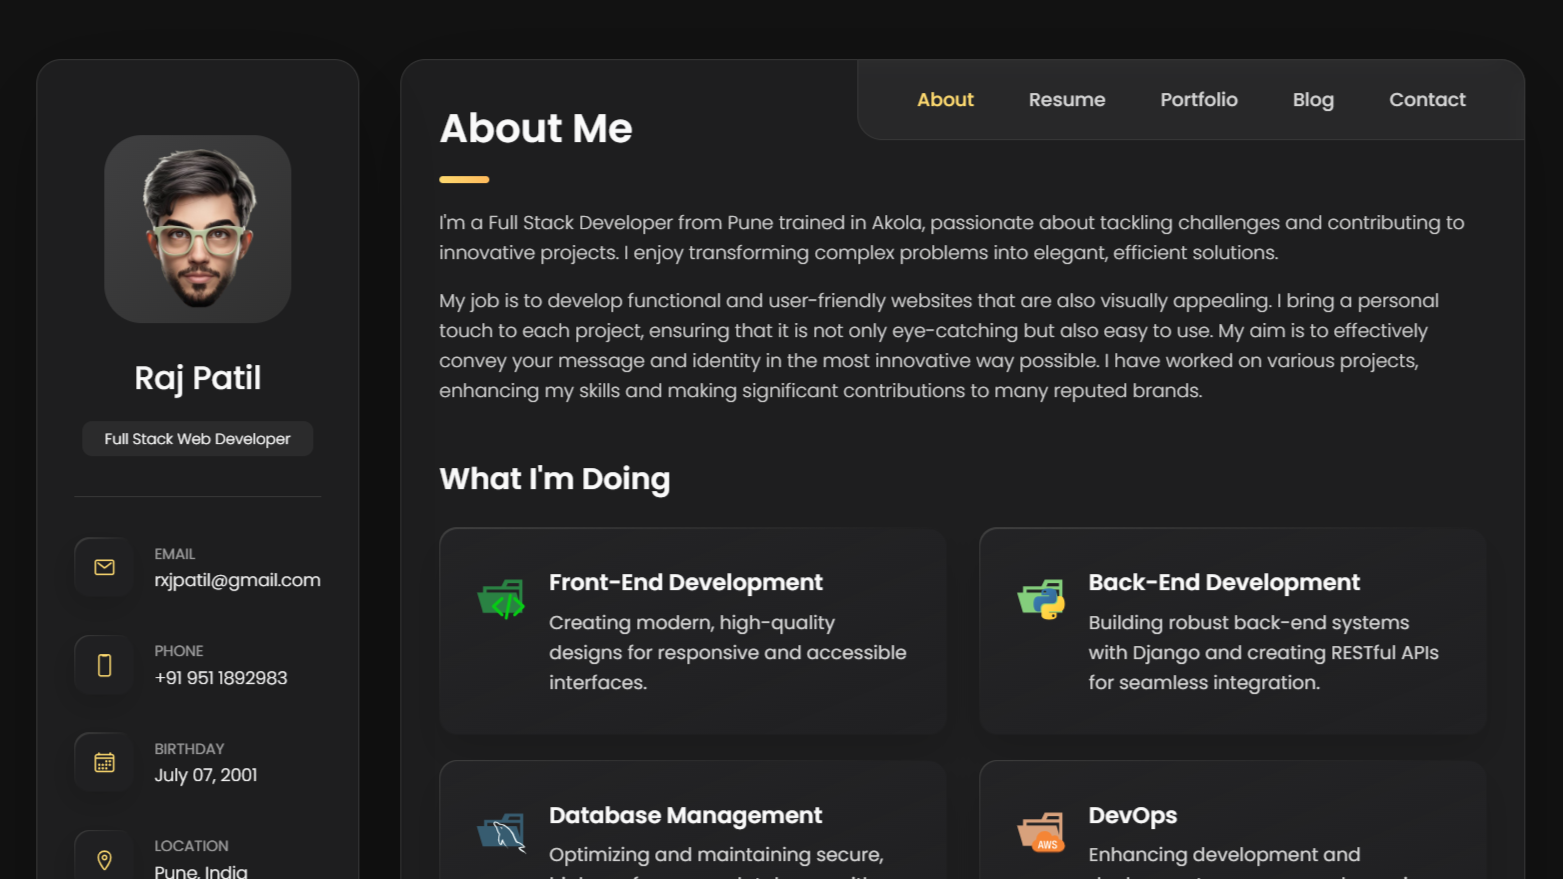 About
Resume
Portfolio
Blog
Contact
Raj Patil
Full Stack Web Developer
EMAIL
rxjpatil@gmail.com
PHONE
+91 951 1892983
BIRTHDAY
July 07, 2001
LOCATION
Pune, India
About Me
I'm a Full Stack Developer from Pune trained in Akola, passionate about tackling challenges and contributing to
innovative projects. I enjoy transforming complex problems into elegant, efficient solutions.
My job is to develop functional and user-friendly websites that are also visually appealing. I bring a personal
touch to each project, ensuring that it is not only eye-catching but also easy to use. My aim is to effectively
convey your message and identity in the most innovative way possible. I have worked on various projects,
enhancing my skills and making significant contributions to many reputed brands.
What I'm Doing
Front-End Development
Creating modern, high-quality
designs for responsive and accessible
interfaces.
Back-End Development
Building robust back-end systems
with Django and creating RESTful APIs
for seamless integration.
Database Management
Optimizing and maintaining secure,
AWS
DevOps
Enhancing development and